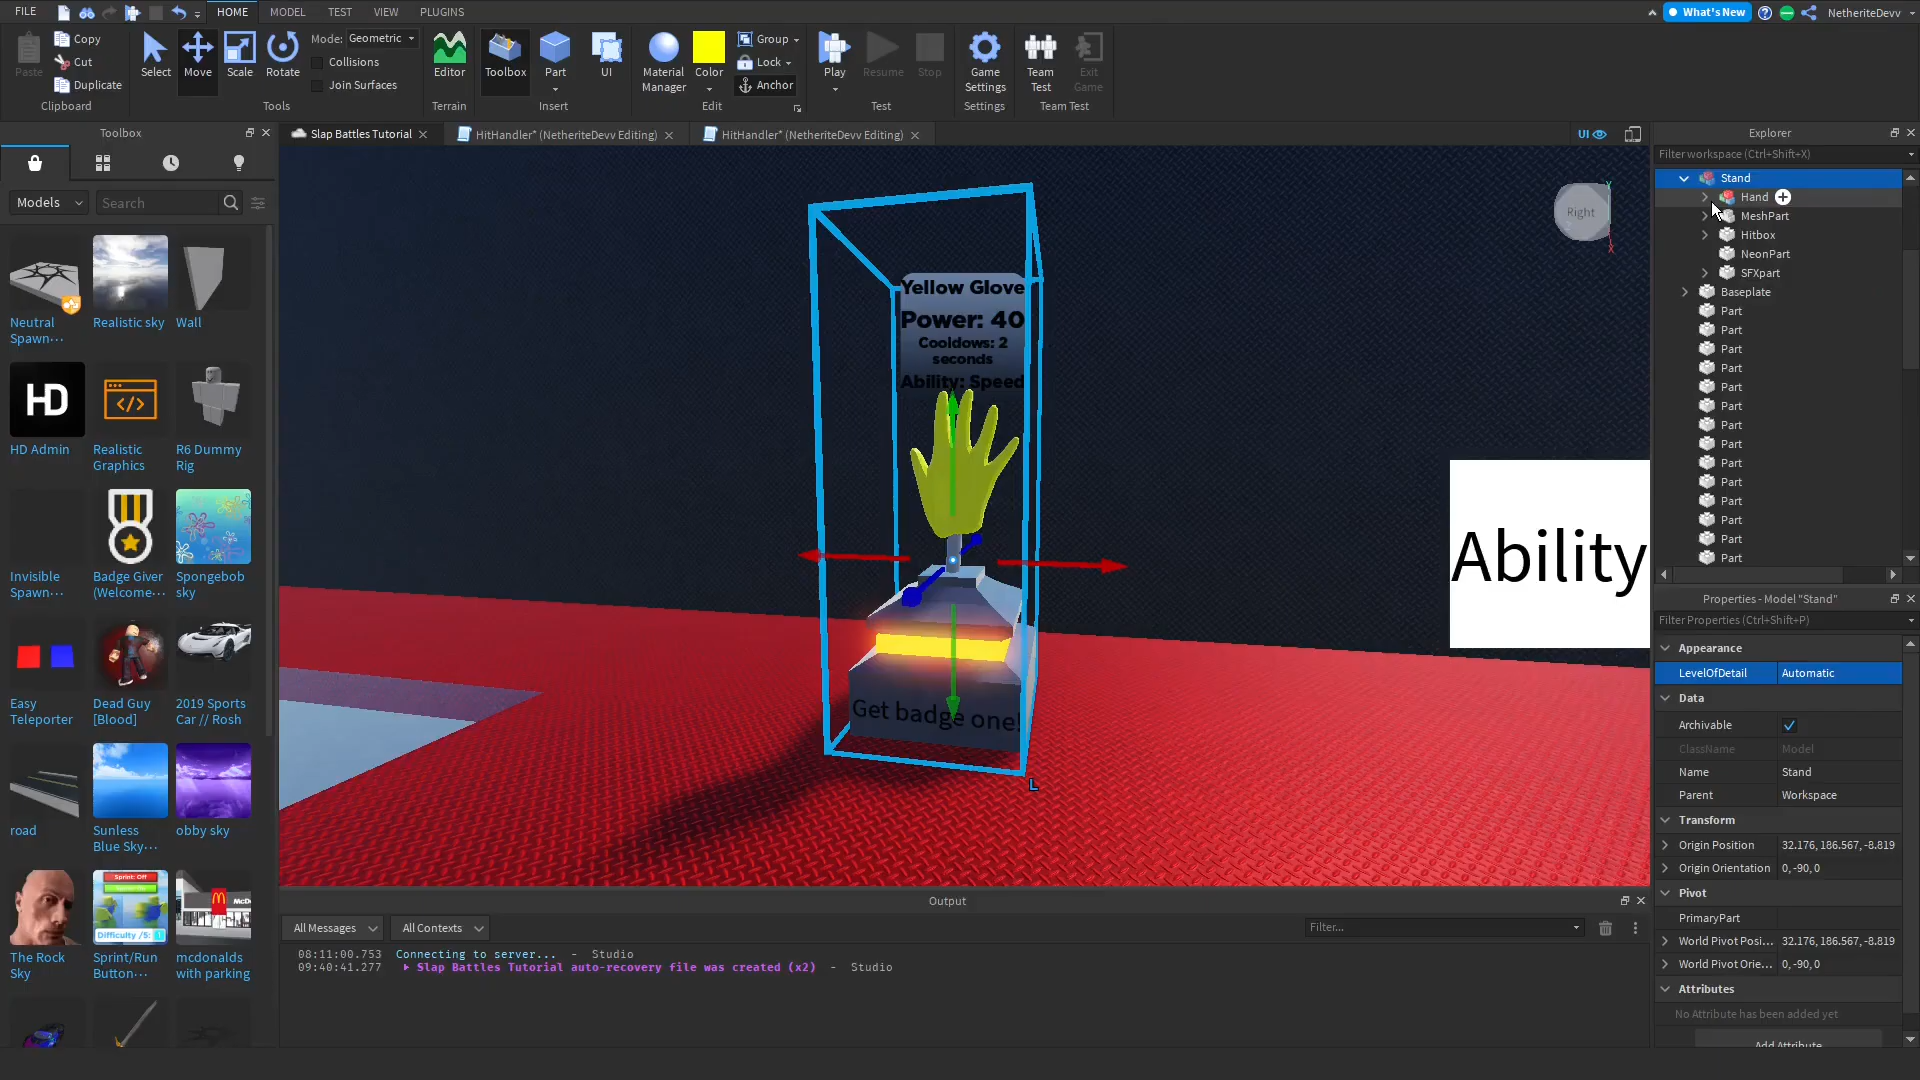 FILE
HOME
MODEL
TEST
VIEW
PLUGINS
What's New
NetheriteDevv
Paste
Copy
Cut
Duplicate
Clipboard
Select
Move
Scale
Rotate
Mode: Geometric
Collisions
Join Surfaces
Tools
Editor
Terrain
Toolbox
Part
UI
Insert
Material
Manager
Color
Group
Lock
Anchor
Edit
Play
Resume
Stop
Test
Game
Settings
Settings
Team
Test
Exit
Game
Team Test
Toolbox
Slap Battles Tutorial
HitHandler* (NetheriteDevv Editing)
HitHandler* (NetheriteDevv Editing)
UI
Models
Search
Neutral
Spawn···
Realistic sky
Wall
HD
HD Admin
Realistic
Graphics
R6 Dummy
Rig
Invisible
Spawn···
Badge Giver
(Welcome···
Spongebob
sky
Easy
Teleporter
Dead Guy
[Blood]
2019 Sports
Car // Rosh
road
Sunless
Blue Sky···
obby sky
Sprint: Off
Difficulty /5: 1
McD
The Rock
Sky
Sprint/Run
Button···
mcdonalds
with parking
Yellow Glove
Power: 40
Cooldows: 2
seconds
Ability: Speed
Get badge one!
L
Ability
Right
Y
X
Output
All Messages
All Contexts
Filter...
08:11:00.753 Connecting to server... - Studio
09:40:41.277 Slap Battles Tutorial auto-recovery file was created (x2) - Studio
Explorer
Filter workspace (Ctrl+Shift+X)
Stand
Hand
MeshPart
Hitbox
NeonPart
SFXpart
Baseplate
Part
Part
Part
Part
Part
Part
Part
Part
Part
Part
Part
Part
Part
Part
Properties - Model "Stand"
Filter Properties (Ctrl+Shift+P)
Appearance
LevelOfDetail Automatic
Data
Archivable
ClassName Model
Name Stand
Parent Workspace
Transform
Origin Position 32.176, 186.567, -8.819
Origin Orientation 0, -90, 0
Pivot
PrimaryPart
World Pivot Posi... 32.176, 186.567, -8.819
World Pivot Orie... 0, -90, 0
Attributes
No Attribute has been added yet
Add Attribute